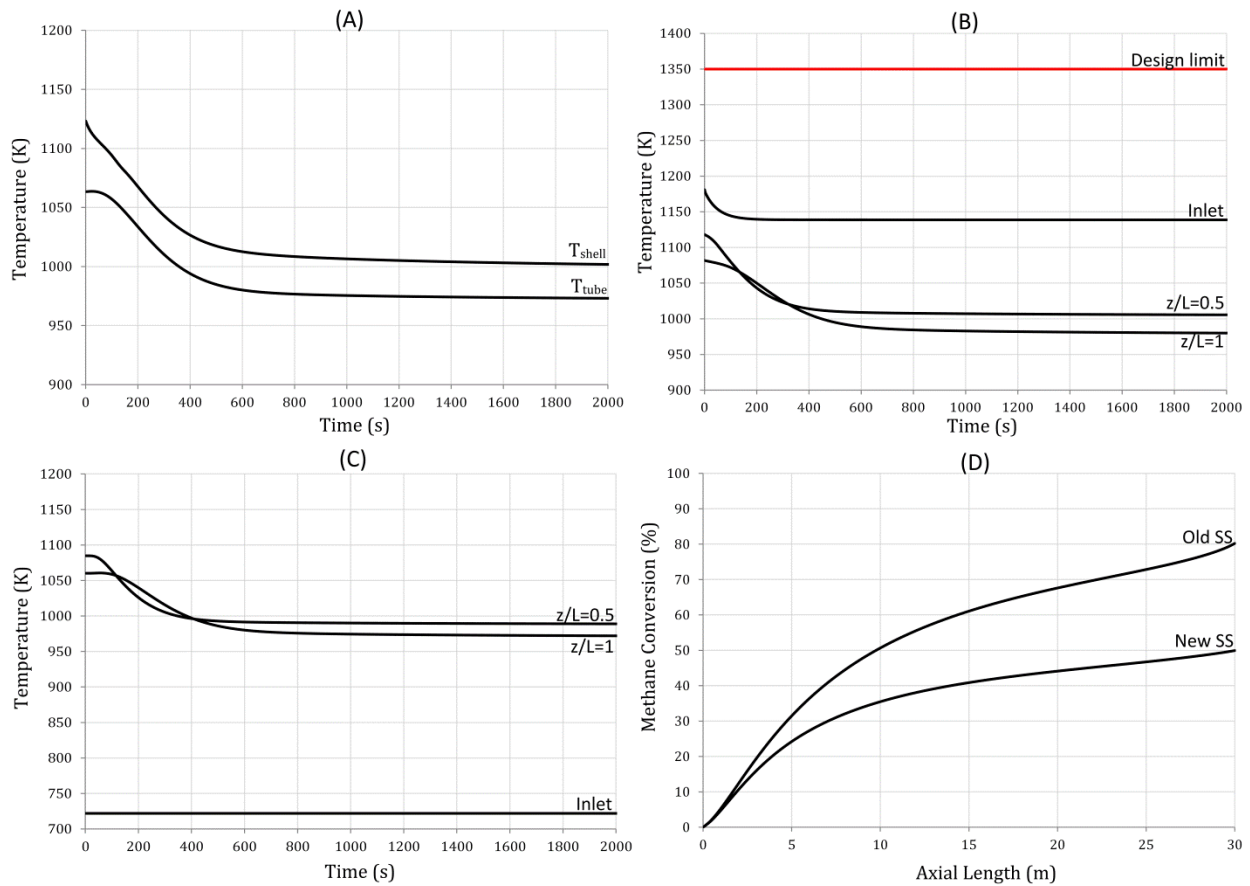 (A)
1200
1150
1100
1050
1000
950
900
Temperature (K)
T_shell
T_tube
0 200 400 600 800 1000 1200 1400 1600 1800 2000
Time (s)
(B)
1400
1350
1300
1250
1200
1150
1100
1050
1000
950
900
Temperature (K)
Design limit
Inlet
z/L=0.5
z/L=1
0 200 400 600 800 1000 1200 1400 1600 1800 2000
Time (s)
(C)
1200
1150
1100
1050
1000
950
900
850
800
750
700
Temperature (K)
z/L=0.5
z/L=1
Inlet
0 200 400 600 800 1000 1200 1400 1600 1800 2000
Time (s)
(D)
100
90
80
70
60
50
40
30
20
10
0
Methane Conversion (%)
Old SS
New SS
0 5 10 15 20 25 30
Axial Length (m)